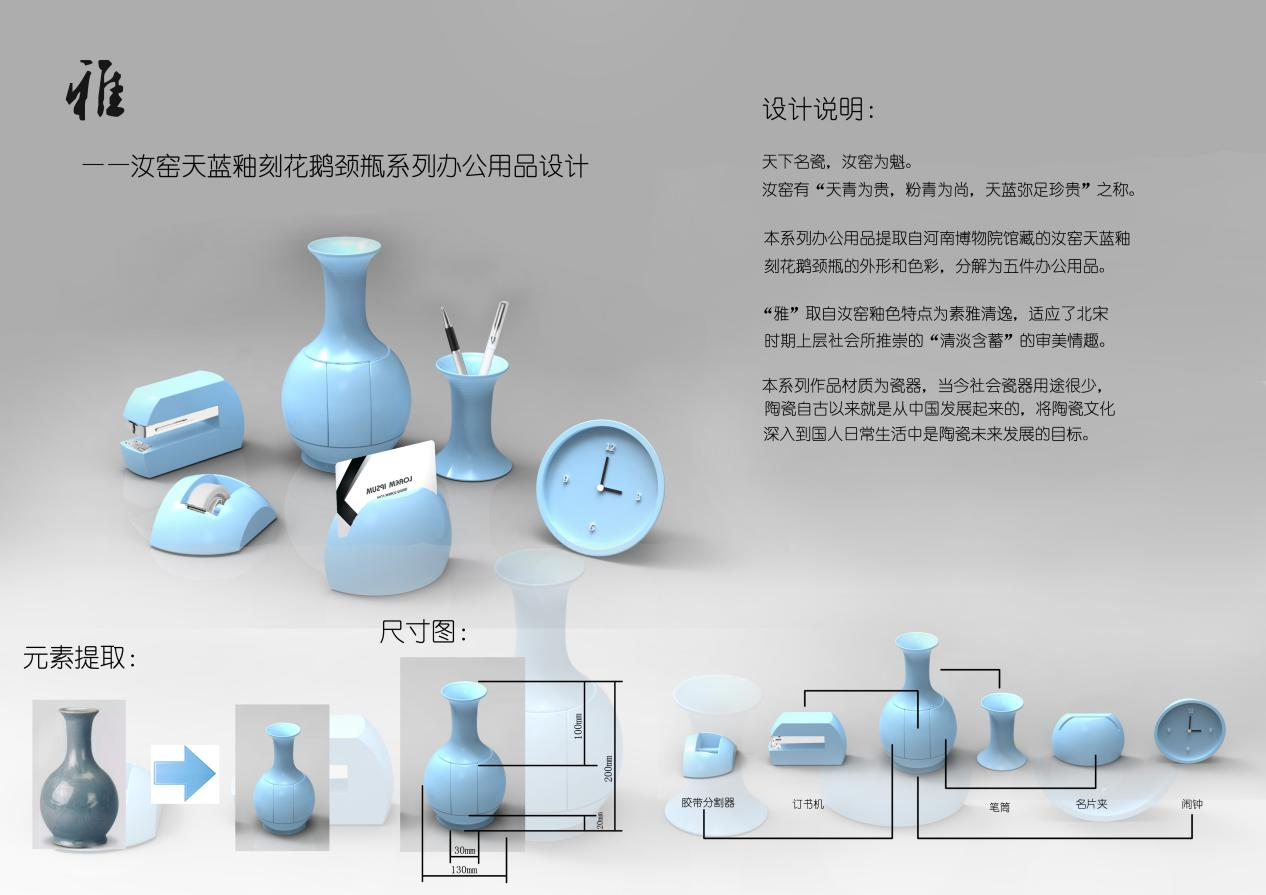 雅
——汝窑天蓝釉刻花鹅颈瓶系列办公用品设计
设计说明：
天下名瓷，汝窑为魁。
汝窑有“天青为贵，粉青为尚，天蓝弥足珍贵”之称。
本系列办公用品提取自河南博物院馆藏的汝窑天蓝釉
刻花鹅颈瓶的外形和色彩，分解为五件办公用品。
“雅”取自汝窑釉色特点为素雅清逸，适应了北宋
时期上层社会所推崇的“清淡含蓄”的审美情趣。
本系列作品材质为瓷器，当今社会瓷器用途很少，
陶瓷自古以来就是从中国发展起来的，将陶瓷文化
深入到国人日常生活中是陶瓷未来发展的目标。
LOREM IPSUM
12
9
3
6
元素提取：
尺寸图：
100mm
200mm
20mm
30mm
130mm
胶带分割器
订书机
笔筒
名片夹
闹钟